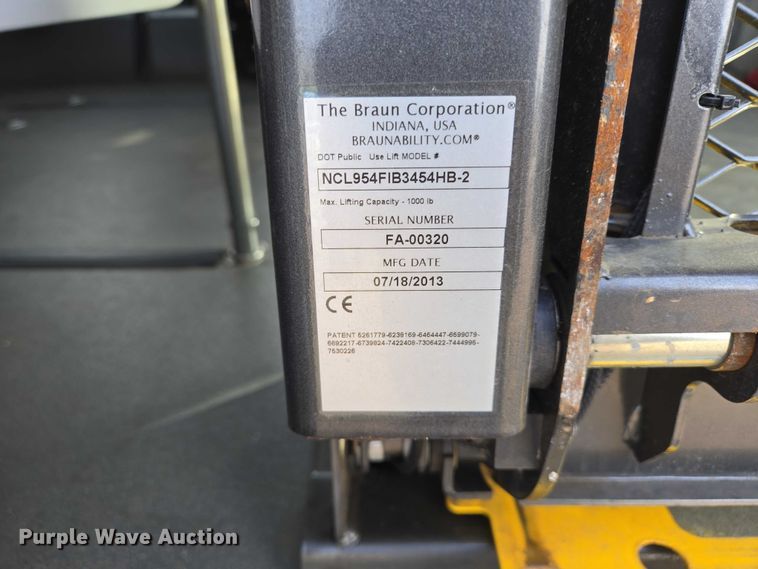 The Braun Corporation®
INDIANA, USA
BRAUNABILITY.COM®
DOT Public Use Lift MODEL #
NCL954FIB3454HB-2
Max. Lifting Capacity - 1000 lb
SERIAL NUMBER
FA-00320
MFG DATE
07/18/2013
CE
PATENT 5261779-6239169-6464447-6599079-
6692217-6739824-7422408-7306422-7444995-
7530226
Purple Wave Auction